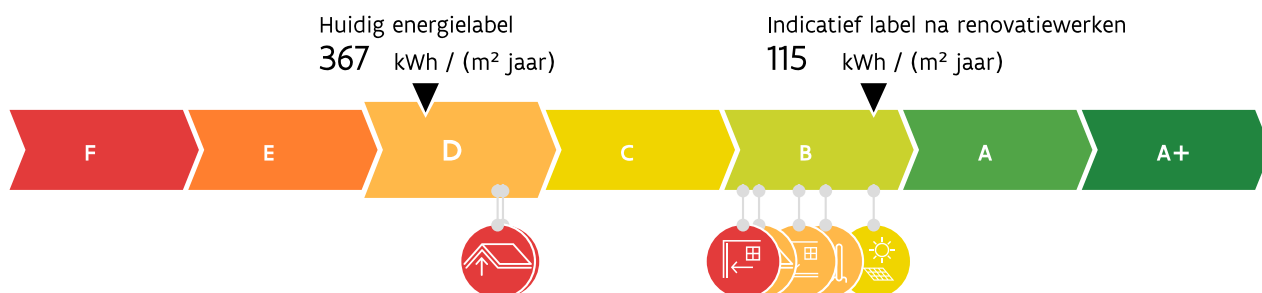 Huidig energielabel
367 kWh / (m² jaar)
Indicatief label na renovatiewerken
115 kWh / (m² jaar)
F E D C B A A+